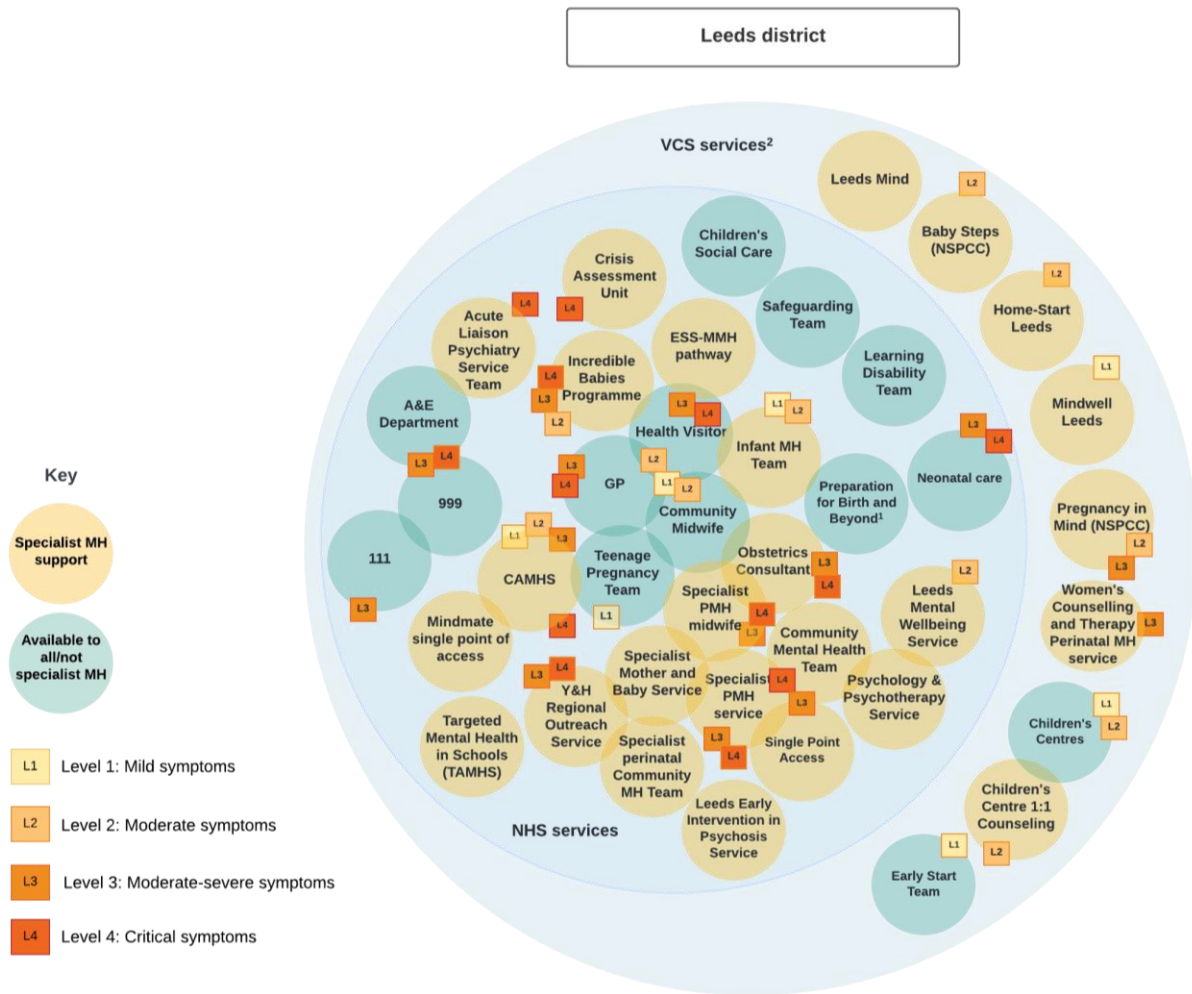 Leeds district
VCS services²
Leeds Mind
L2
Baby Steps
(NSPCC)
L2
Home-Start
Leeds
L1
Mindwell
Leeds
Pregnancy in
Mind (NSPCC)
L2
L3
Women's
Counselling
and Therapy
Perinatal MH
service
L3
L1
L2
Children's
Centres
Children's
Centre 1:1
Counseling
L2
L1
Early Start
Team
Children's
Social Care
Safeguarding
Team
Learning
Disability
Team
Crisis
Assessment
Unit
L4
L4
Acute
Liaison
Psychiatry
Service
Team
ESS-MMH
pathway
Incredible
Babies
Programme
L4
L3
L2
A&E
Department
L3
L4
999
111
L3
L3
L4
Health Visitor
L1
L2
Infant MH
Team
L3
L4
GP
L2
L1
L2
Community
Midwife
Preparation
for Birth and
Beyond¹
L3
L4
Neonatal care
L1
L2
L3
CAMHS
L4
Teenage
Pregnancy
Team
L1
Obstetrics
Consultant
L3
L4
Specialist
PMH
midwife
L4
L3
Community
Mental Health
Team
L2
Leeds
Mental
Wellbeing
Service
Mindmate
single point of
access
L3
L4
Y&H
Regional
Outreach
Service
Specialist
Mother and
Baby Service
Specialist
PMH
service
L4
L3
Psychology &
Psychotherapy
Service
Targeted
Mental Health
in Schools
(TAMHS)
Specialist
perinatal
Community
MH Team
L3
L4
Single Point
Access
Leeds Early
Intervention in
Psychosis
Service
NHS services
Key
Specialist MH
support
Available to
all/not
specialist MH
L1 Level 1: Mild symptoms
L2 Level 2: Moderate symptoms
L3 Level 3: Moderate-severe symptoms
L4 Level 4: Critical symptoms